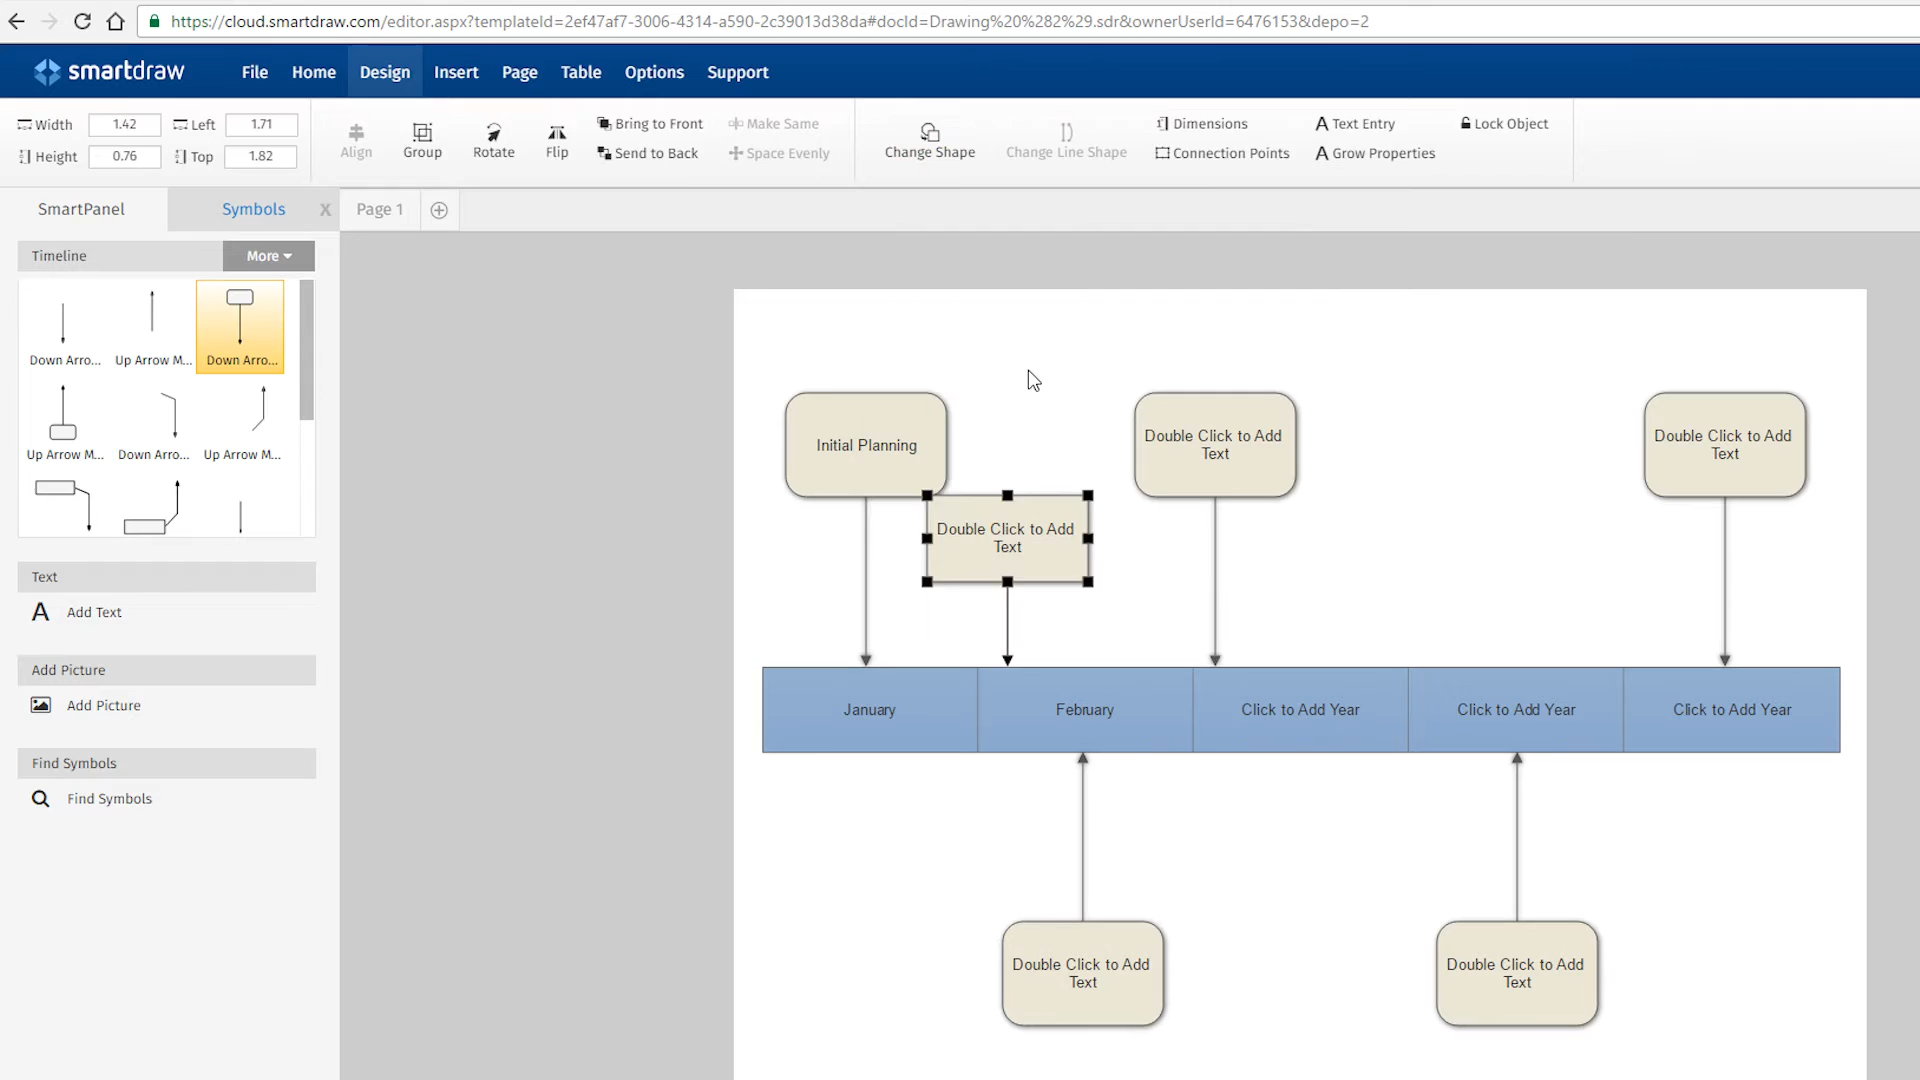 https://cloud.smartdraw.com/editor.aspx?templateId=2ef47af7-3006-4314-a590-2c39013d38da#docId=Drawing%20%282%29.sdr&ownerUserId=6476153&depo=2
smartdraw File Home Design Insert Page Table Options Support
Width 1.42 Left 1.71
Height 0.76 Top 1.82
Align Group Rotate Flip
Bring to Front Make Same
Send to Back Space Evenly
Change Shape Change Line Shape
Dimensions Text Entry Lock Object
Connection Points Grow Properties
SmartPanel Symbols X Page 1
Timeline More
Down Arro... Up Arrow M... Down Arro...
Up Arrow M... Down Arro... Up Arrow M...
Text
A Add Text
Add Picture
Add Picture
Find Symbols
Find Symbols
Initial Planning
Double Click to Add
Text
Double Click to Add
Text
Double Click to Add
Text
January February Click to Add Year Click to Add Year Click to Add Year
Double Click to Add
Text
Double Click to Add
Text